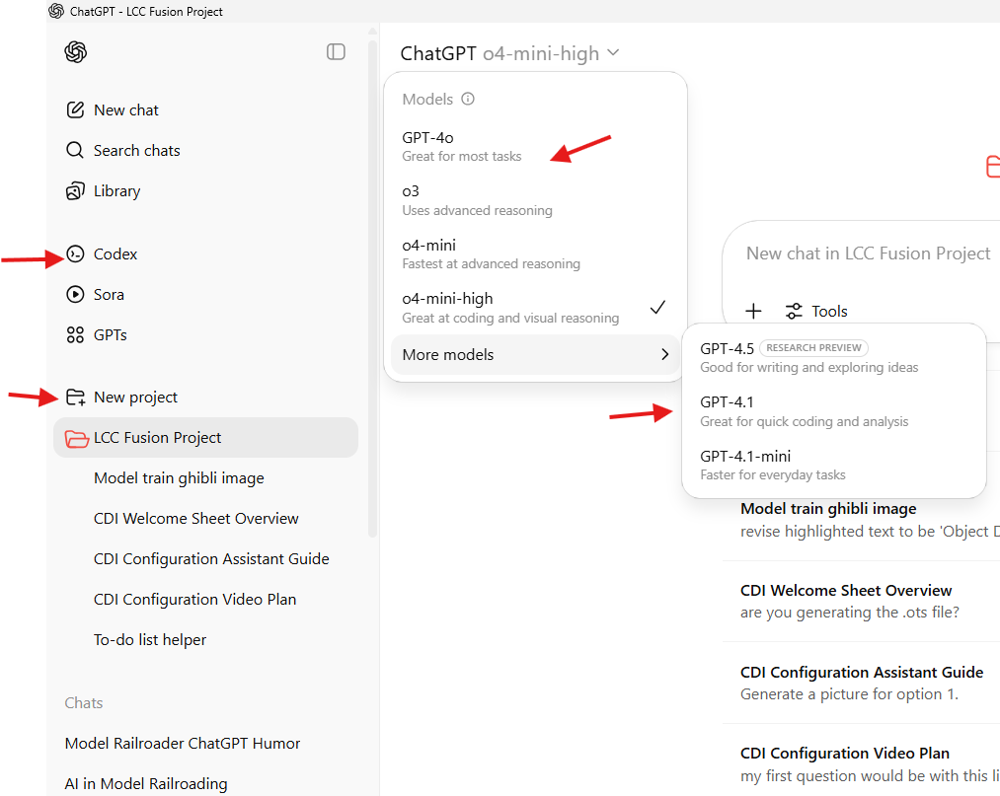 ChatGPT - LCC Fusion Project
New chat
Search chats
Library
Codex
Sora
GPTs
New project
LCC Fusion Project
Model train ghibli image
CDI Welcome Sheet Overview
CDI Configuration Assistant Guide
CDI Configuration Video Plan
To-do list helper
Chats
Model Railroader ChatGPT Humor
AI in Model Railroading
ChatGPT o4-mini-high
Models
GPT-4o
Great for most tasks
o3
Uses advanced reasoning
o4-mini
Fastest at advanced reasoning
o4-mini-high
Great at coding and visual reasoning
More models
GPT-4.5 RESEARCH PREVIEW
Good for writing and exploring ideas
GPT-4.1
Great for quick coding and analysis
GPT-4.1-mini
Faster for everyday tasks
New chat in LCC Fusion Project
Tools
Model train ghibli image
revise highlighted text to be 'Object D
CDI Welcome Sheet Overview
are you generating the .ots file?
CDI Configuration Assistant Guide
Generate a picture for option 1.
CDI Configuration Video Plan
my first question would be with this li